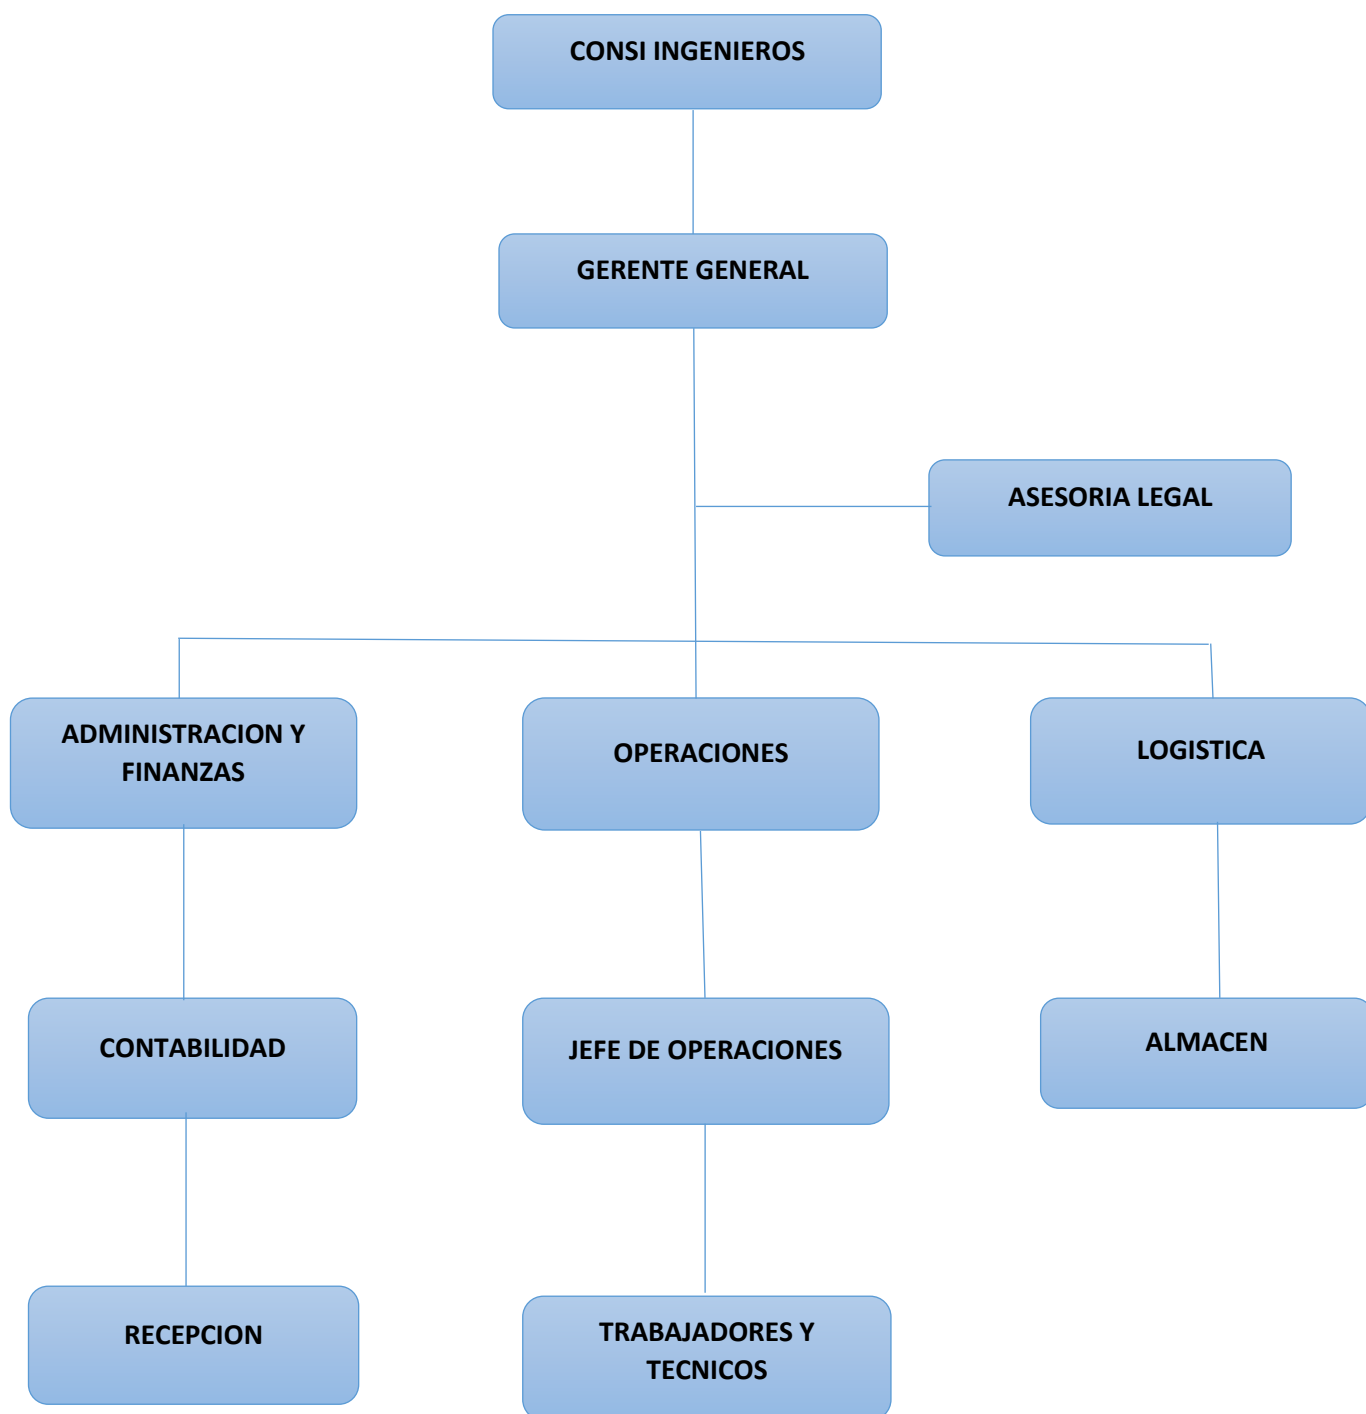 CONSI INGENIEROS
GERENTE GENERAL
ASESORIA LEGAL
ADMINISTRACION Y
FINANZAS
OPERACIONES
LOGISTICA
CONTABILIDAD
JEFE DE OPERACIONES
ALMACEN
RECEPCION
TRABAJADORES Y
TECNICOS